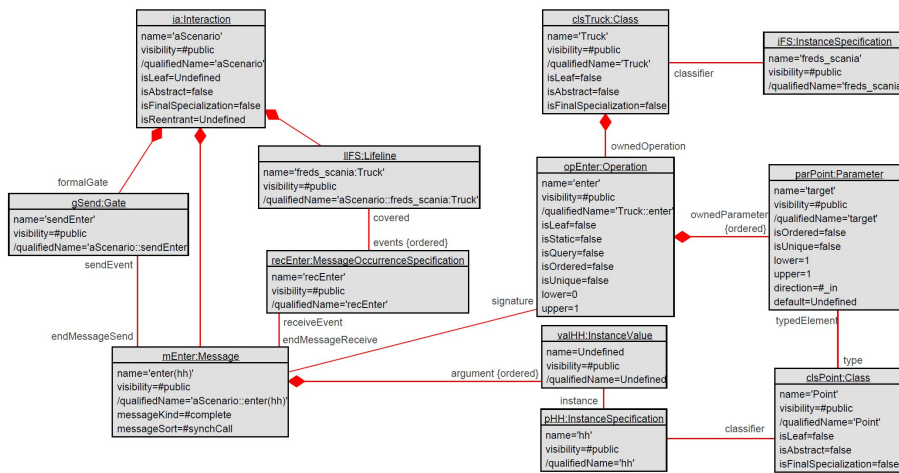 ia:Interaction
name='aScenario'
visibility=#public
/qualifiedName='aScenario'
isLeaf=Undefined
isAbstract=false
isFinalSpecialization=false
isReentrant=Undefined
clsTruck:Class
name='Truck'
visibility=#public
/qualifiedName='Truck'
isLeaf=false
isAbstract=false
isFinalSpecialization=false
classifier
iFS:InstanceSpecification
name='freds_scania'
visibility=#public
/qualifiedName='freds_scania'
formalGate
llFS:Lifeline
name='freds_scania:Truck'
visibility=#public
/qualifiedName='aScenario::freds_scania:Truck'
ownedOperation
opEnter:Operation
name='enter'
visibility=#public
/qualifiedName='Truck::enter'
isLeaf=false
isStatic=false
isQuery=false
isOrdered=false
isUnique=false
lower=0
upper=1
ownedParameter
{ordered}
parPoint:Parameter
name='target'
visibility=#public
/qualifiedName='target'
isOrdered=false
isUnique=false
lower=1
upper=1
direction=#_in
default=Undefined
gSend:Gate
name='sendEnter'
visibility=#public
/qualifiedName='aScenario::sendEnter
sendEvent
covered
events {ordered}
recEnter:MessageOccurrenceSpecification
name='recEnter'
visibility=#public
/qualifiedName='recEnter'
signature
receiveEvent
endMessageSend
endMessageReceive
typedElement
type
mEnter:Message
name='enter(hh)'
visibility=#public
/qualifiedName='aScenario::enter(hh)'
messageKind=#complete
messageSort=#synchCall
argument {ordered}
valHH:InstanceValue
name=Undefined
visibility=#public
/qualifiedName=Undefined
instance
pHH:InstanceSpecification
name='hh'
visibility=#public
/qualifiedName='hh'
classifier
clsPoint:Class
name='Point'
visibility=#public
/qualifiedName='Point'
isLeaf=false
isAbstract=false
isFinalSpecialization=false